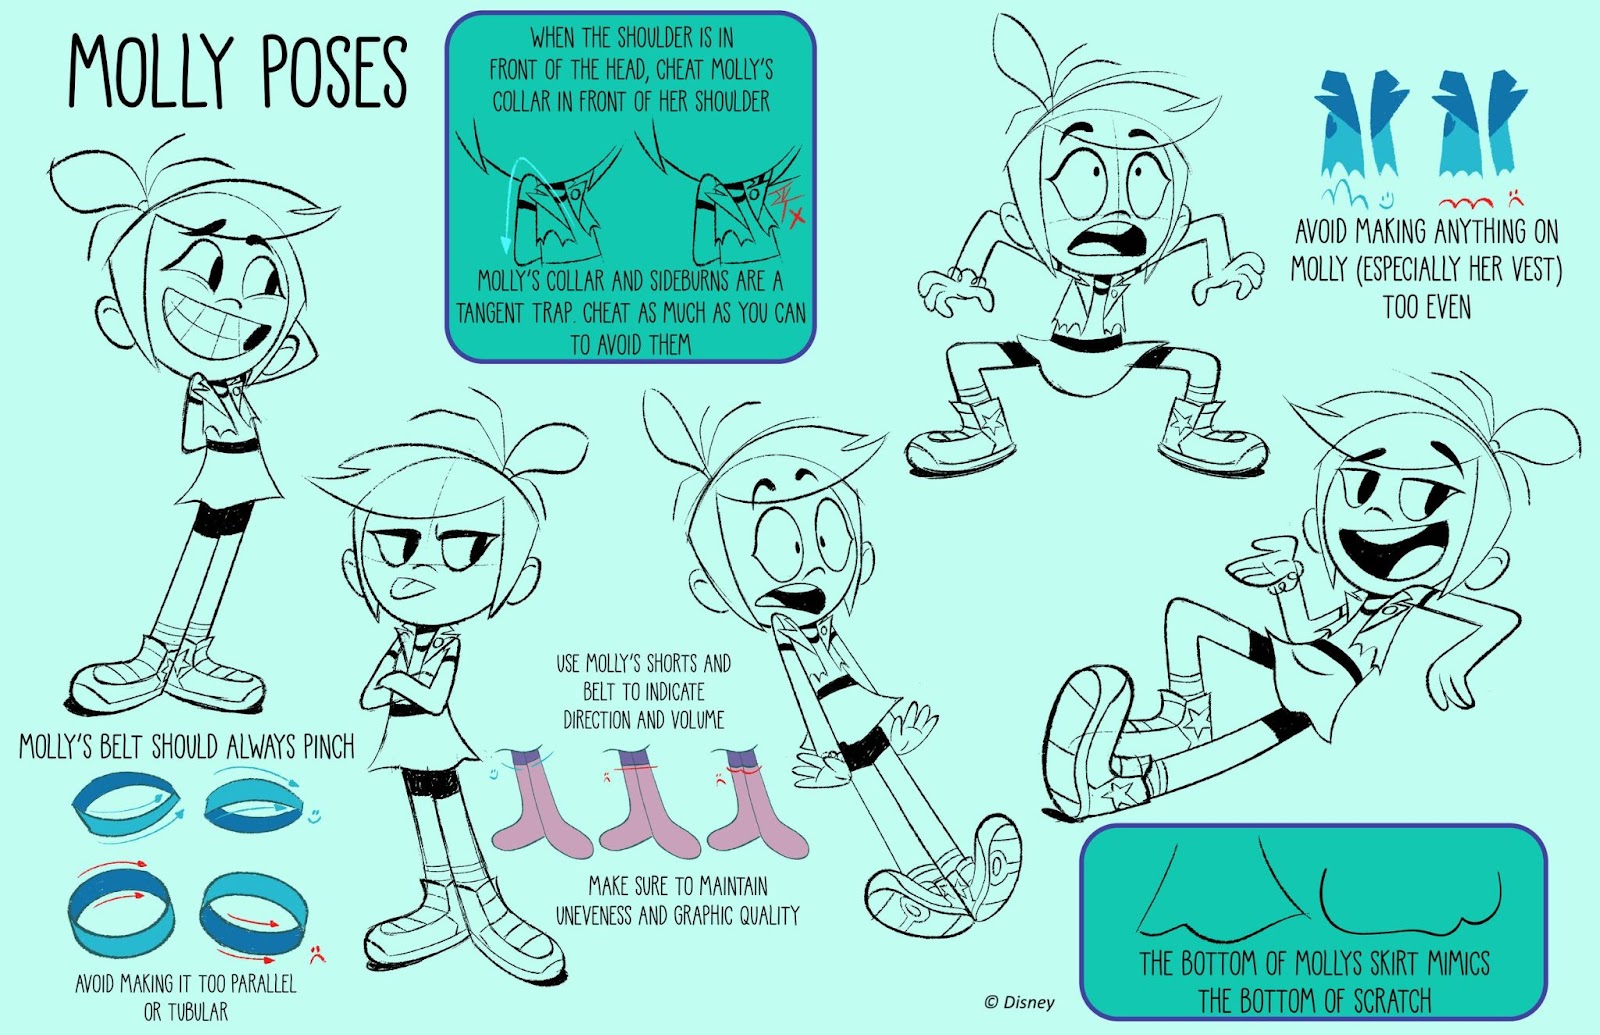 MOLLY POSES
WHEN THE SHOULDER IS IN
FRONT OF THE HEAD, CHEAT MOLLY'S
COLLAR IN FRONT OF HER SHOULDER
MOLLY'S COLLAR AND SIDEBURNS ARE A
TANGENT TRAP. CHEAT AS MUCH AS YOU CAN
TO AVOID THEM
AVOID MAKING ANYTHING ON
MOLLY (ESPECIALLY HER VEST)
TOO EVEN
USE MOLLY'S SHORTS AND
BELT TO INDICATE
DIRECTION AND VOLUME
MAKE SURE TO MAINTAIN
UNEVENESS AND GRAPHIC QUALITY
MOLLY'S BELT SHOULD ALWAYS PINCH
AVOID MAKING IT TOO PARALLEL
OR TUBULAR
THE BOTTOM OF MOLLYS SKIRT MIMICS
THE BOTTOM OF SCRATCH
© Disney